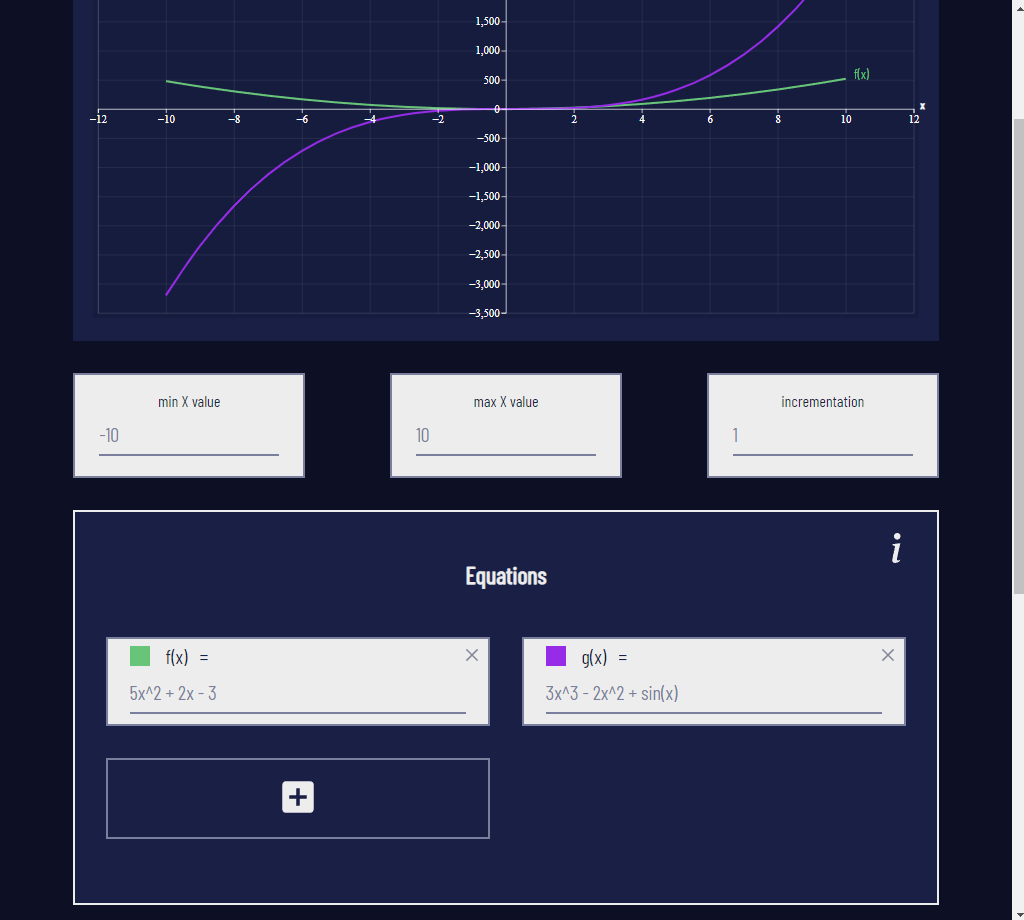 1,500
1,000
500
0
−12 −10 −8 −6 −4 −2 2 4 6 8 10 12
x
f(x)
−500
−1,000
−1,500
−2,000
−2,500
−3,000
−3,500
min X value
-10
max X value
10
incrementation
1
i
Equations
f(x) =
5x^2 + 2x - 3
g(x) =
3x^3 - 2x^2 + sin(x)